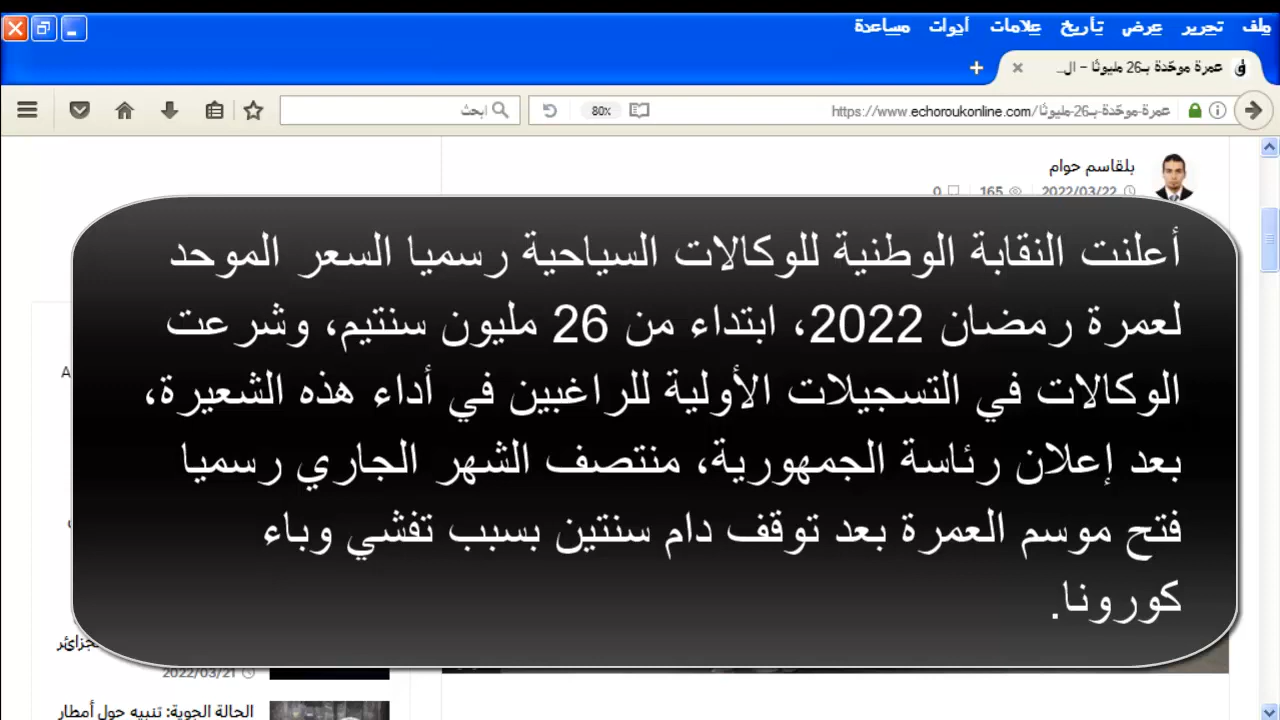 ملف تحرير عرض تأريخ علامات أدوات مساعدة
عمرة موحّدة بـ26 مليونًا – ال...
https://www.echoroukonline.com/عمرة-موحّدة-بـ26-مليونًا
80%
ابحث
بلقاسم حوام
2022/03/22 165 0
أعلنت النقابة الوطنية للوكالات السياحية رسميا السعر الموحد
لعمرة رمضان 2022، ابتداء من 26 مليون سنتيم، وشرعت
الوكالات في التسجيلات الأولية للراغبين في أداء هذه الشعيرة،
بعد إعلان رئاسة الجمهورية، منتصف الشهر الجاري رسميا
فتح موسم العمرة بعد توقف دام سنتين بسبب تفشي وباء
كورونا.
2022/03/21
الحالة الجوية: تنبيه حول أمطار